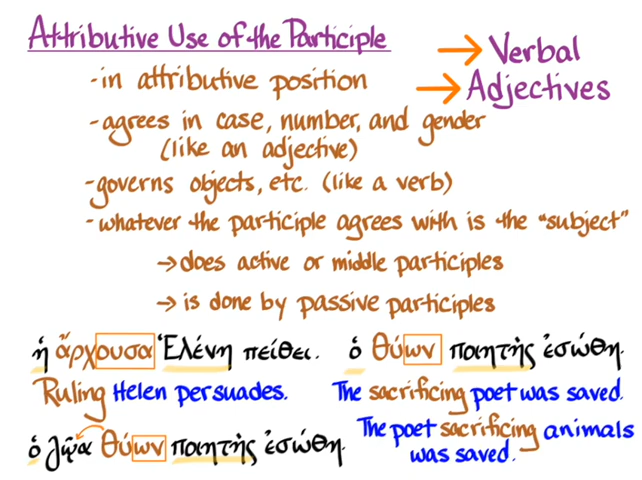 Attributive Use of the Participle
→ Verbal
→ Adjectives
- in attributive position
- agrees in case, number, and gender
(like an adjective)
- governs objects, etc. (like a verb)
- whatever the participle agrees with is the "subject"
→ does active or middle participles
→ is done by passive participles
ἡ ἄρχουσα Ἑλένη πείθει.
Ruling Helen persuades.
ὁ θύων ποιητὴς ἐσώθη.
The sacrificing poet was saved.
ὁ ζῷα θύων ποιητὴς ἐσώθη.
The poet sacrificing animals
was saved.